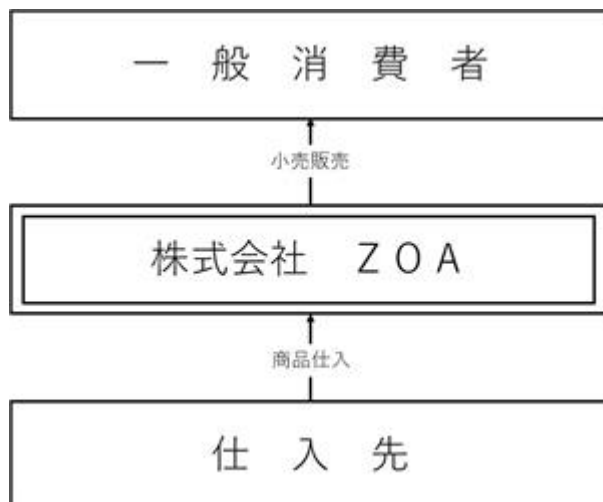 一 般 消 費 者
小売販売
株式会社 ＺＯＡ
商品仕入
仕 入 先